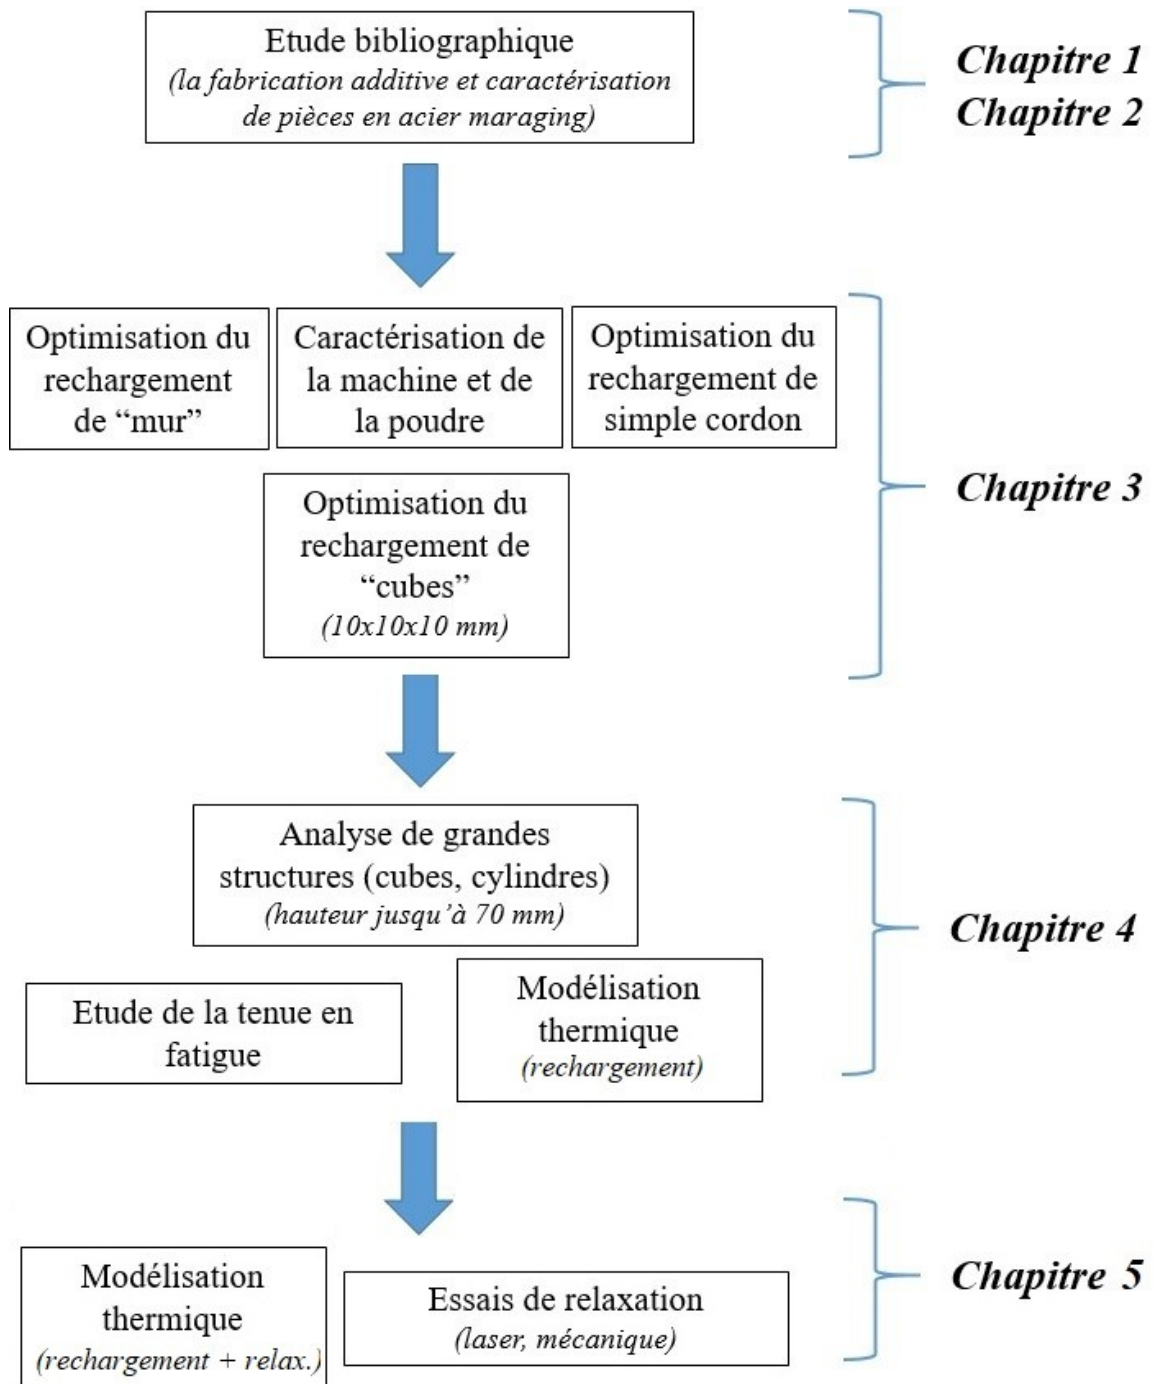 Etude bibliographique
(la fabrication additive et caractérisation
de pièces en acier maraging)
Chapitre 1
Chapitre 2
Optimisation du
rechargement
de “mur”
Caractérisation de
la machine et de
la poudre
Optimisation du
rechargement de
simple cordon
Optimisation du
rechargement de
“cubes”
(10x10x10 mm)
Chapitre 3
Analyse de grandes
structures (cubes, cylindres)
(hauteur jusqu’à 70 mm)
Etude de la tenue en
fatigue
Modélisation
thermique
(rechargement)
Chapitre 4
Modélisation
thermique
(rechargement + relax.)
Essais de relaxation
(laser, mécanique)
Chapitre 5